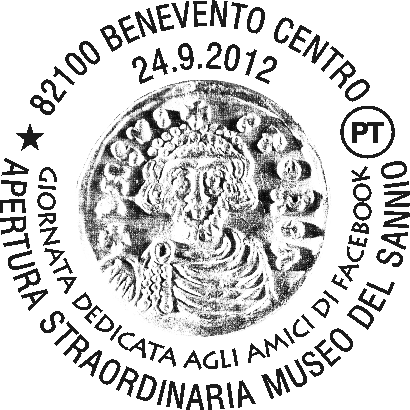 82100 BENEVENTO CENTRO
24.9.2012
PT
GIORNATA DEDICATA AGLI AMICI DI FACEBOOK
APERTURA STRAORDINARIA MUSEO DEL SANNIO